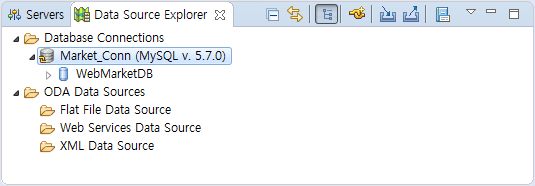 Servers Data Source Explorer
Database Connections
Market_Conn (MySQL v. 5.7.0)
WebMarketDB
ODA Data Sources
Flat File Data Source
Web Services Data Source
XML Data Source